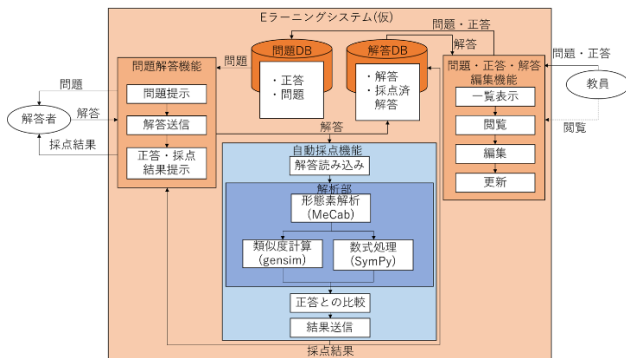 Eラーニングシステム(仮)
問題・正答
問題DB
解答DB
解答
問題・正答
問題
問題解答機能
・正答
・問題
・解答
・採点済
解答
問題・正答・解答
編集機能
問題
問題提示
一覧表示
教員
解答者
解答
解答送信
解答
閲覧
閲覧
採点結果
正答・採点
結果提示
自動採点機能
解答読み込み
編集
解析部
更新
形態素解析
(MeCab)
類似度計算
(gensim)
数式処理
(SymPy)
正答との比較
結果送信
採点結果